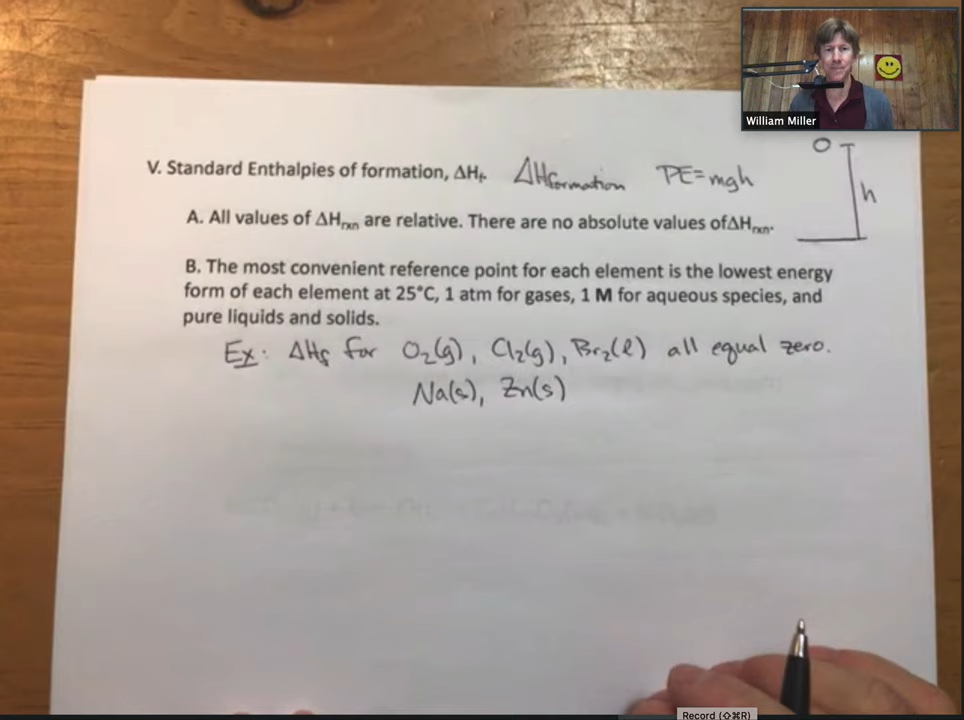 William Miller
V. Standard Enthalpies of formation, ΔHf. ΔHformation PE=mgh
h
A. All values of ΔHrxn are relative. There are no absolute values ofΔHrxn.
B. The most convenient reference point for each element is the lowest energy
form of each element at 25°C, 1 atm for gases, 1 M for aqueous species, and
pure liquids and solids.
Ex: ΔHf for O2(g), Cl2(g), Br2(l) all equal zero.
Na(s), Zn(s)
Record (⇧⌘R)